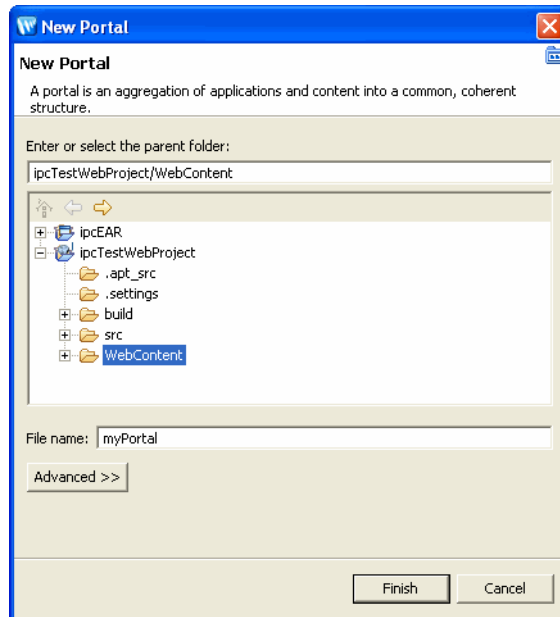 New Portal
New Portal
A portal is an aggregation of applications and content into a common, coherent
structure.
Enter or select the parent folder:
ipcTestWebProject/WebContent
ipcEAR
ipcTestWebProject
.apt_src
.settings
build
src
WebContent
File name: myPortal
Advanced >>
Finish Cancel